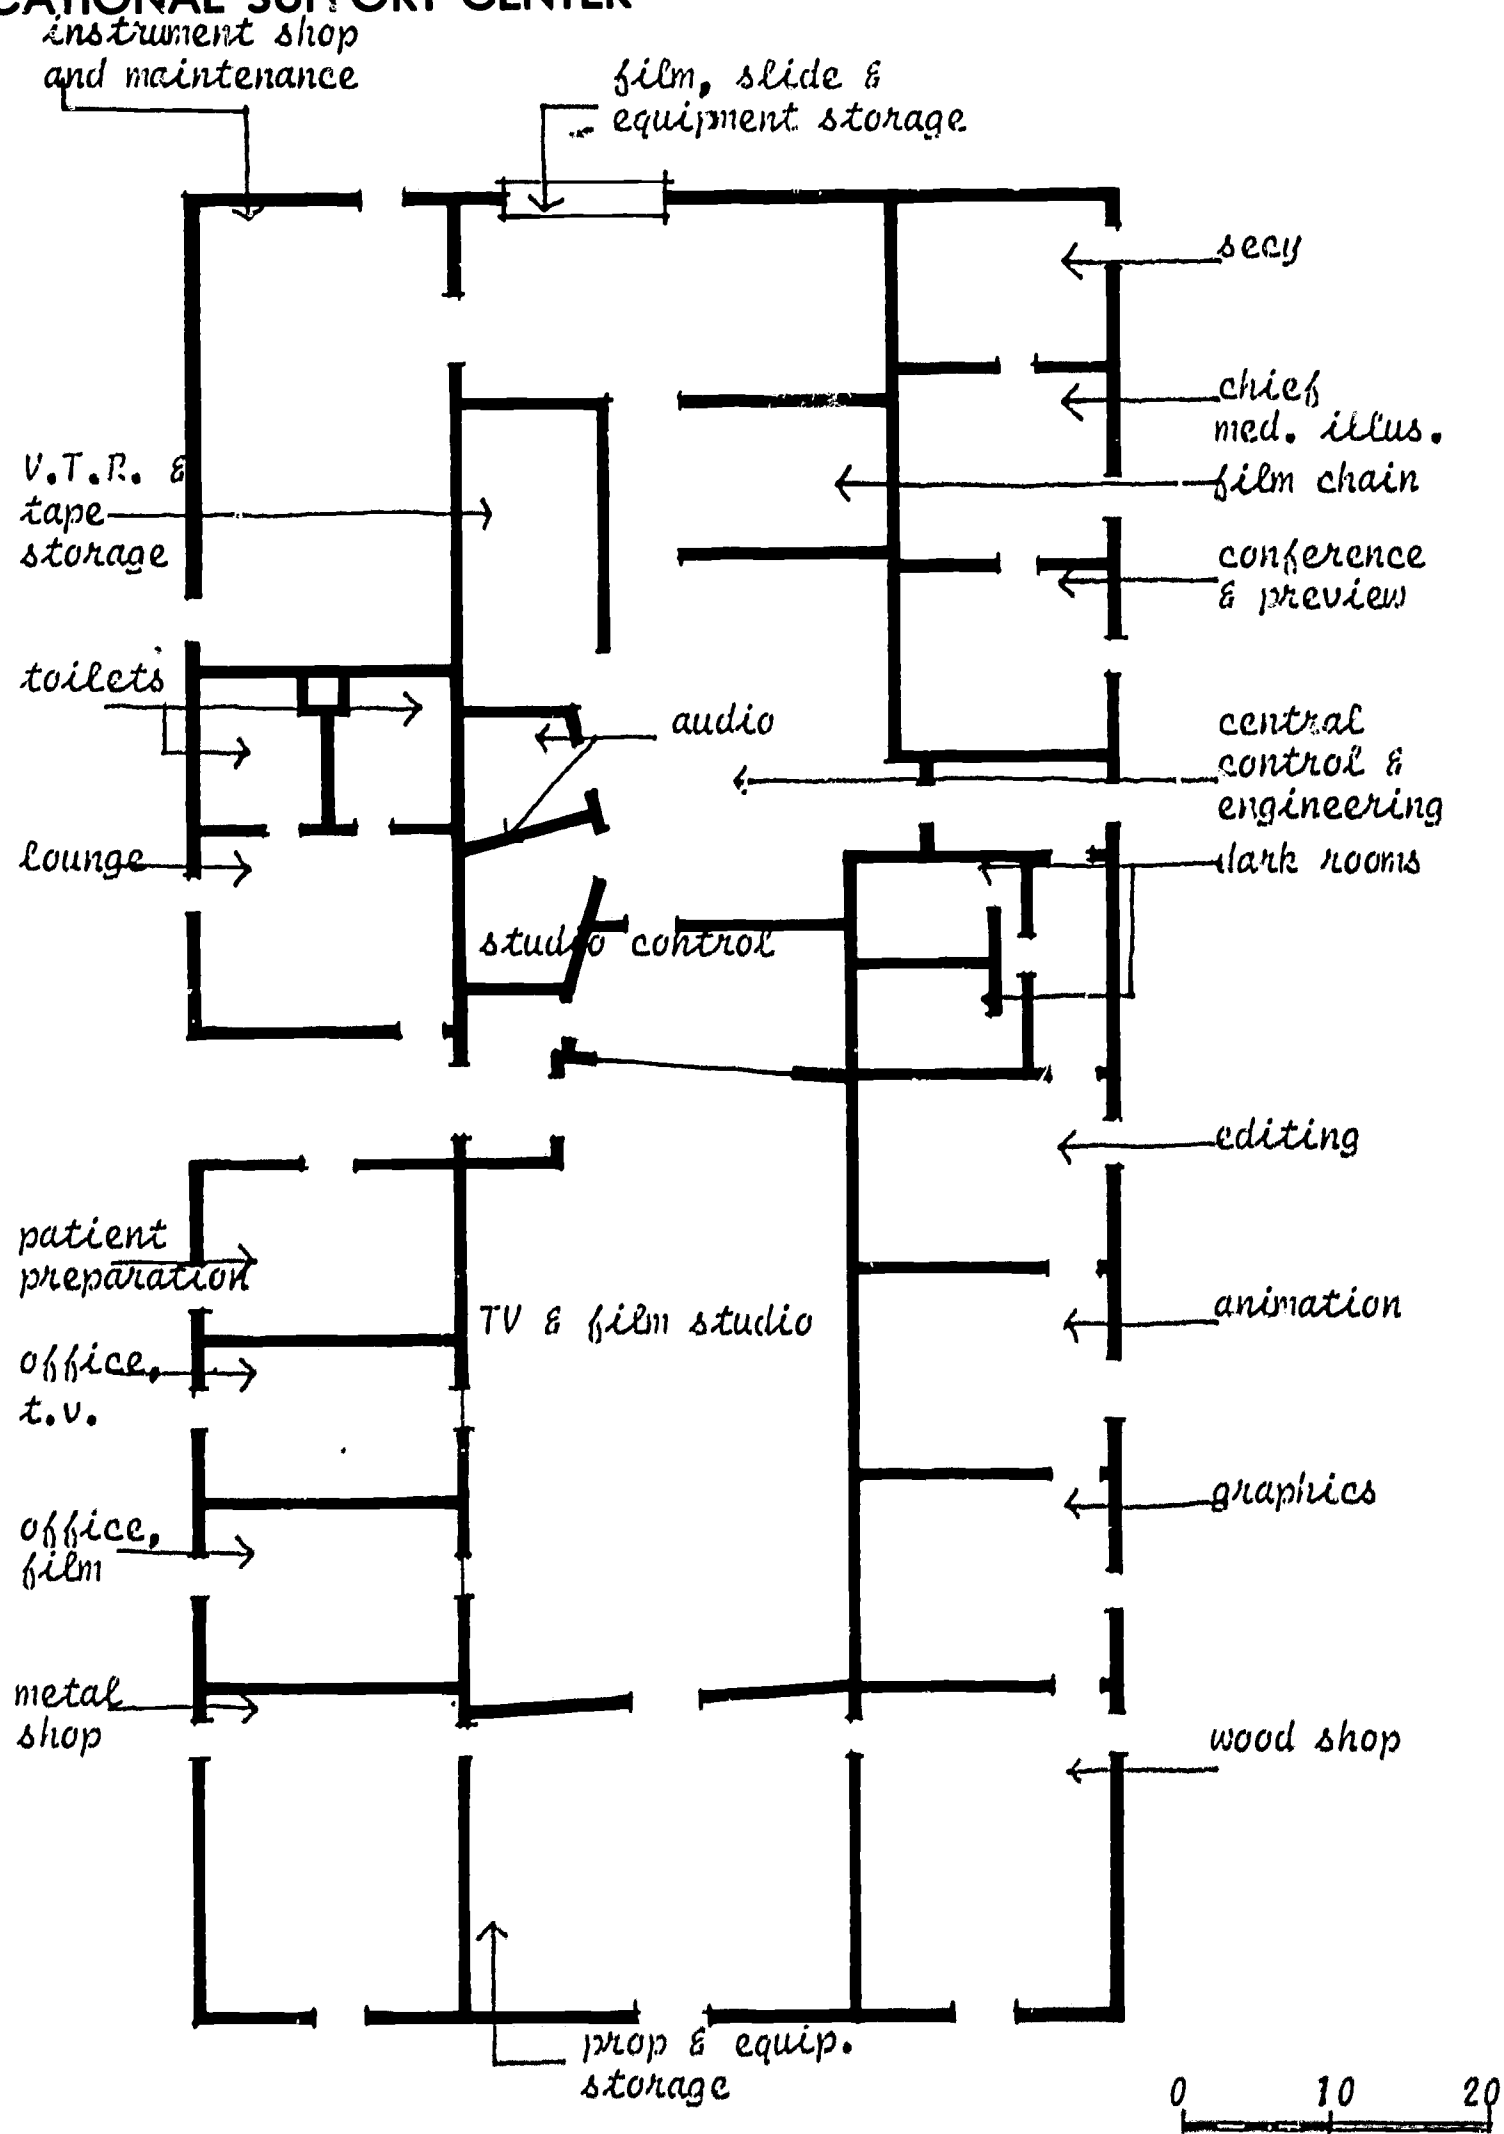 CATIONAL SUPPORT CENTER
instrument shop
and maintenance
film, slide &
equipment storage
secy
chief
med. illus.
film chain
V.T.R. &
tape
storage
conference
& preview
toilets
audio
central
control &
engineering
lounge
dark rooms
studio control
editing
patient
preparation
TV & film studio
animation
office,
t.v.
graphics
office,
film
metal
shop
wood shop
prop & equip.
storage
0 10 20